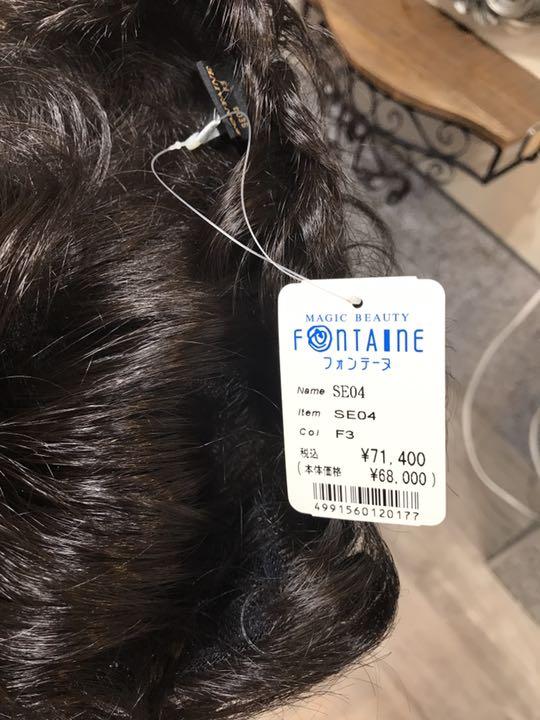 MAGIC BEAUTY
FONTAINE
フォンテーヌ
Name SE04
Item SE04
Col F3
税込 ¥71,400
(本体価格 ¥68,000)
4991560120177